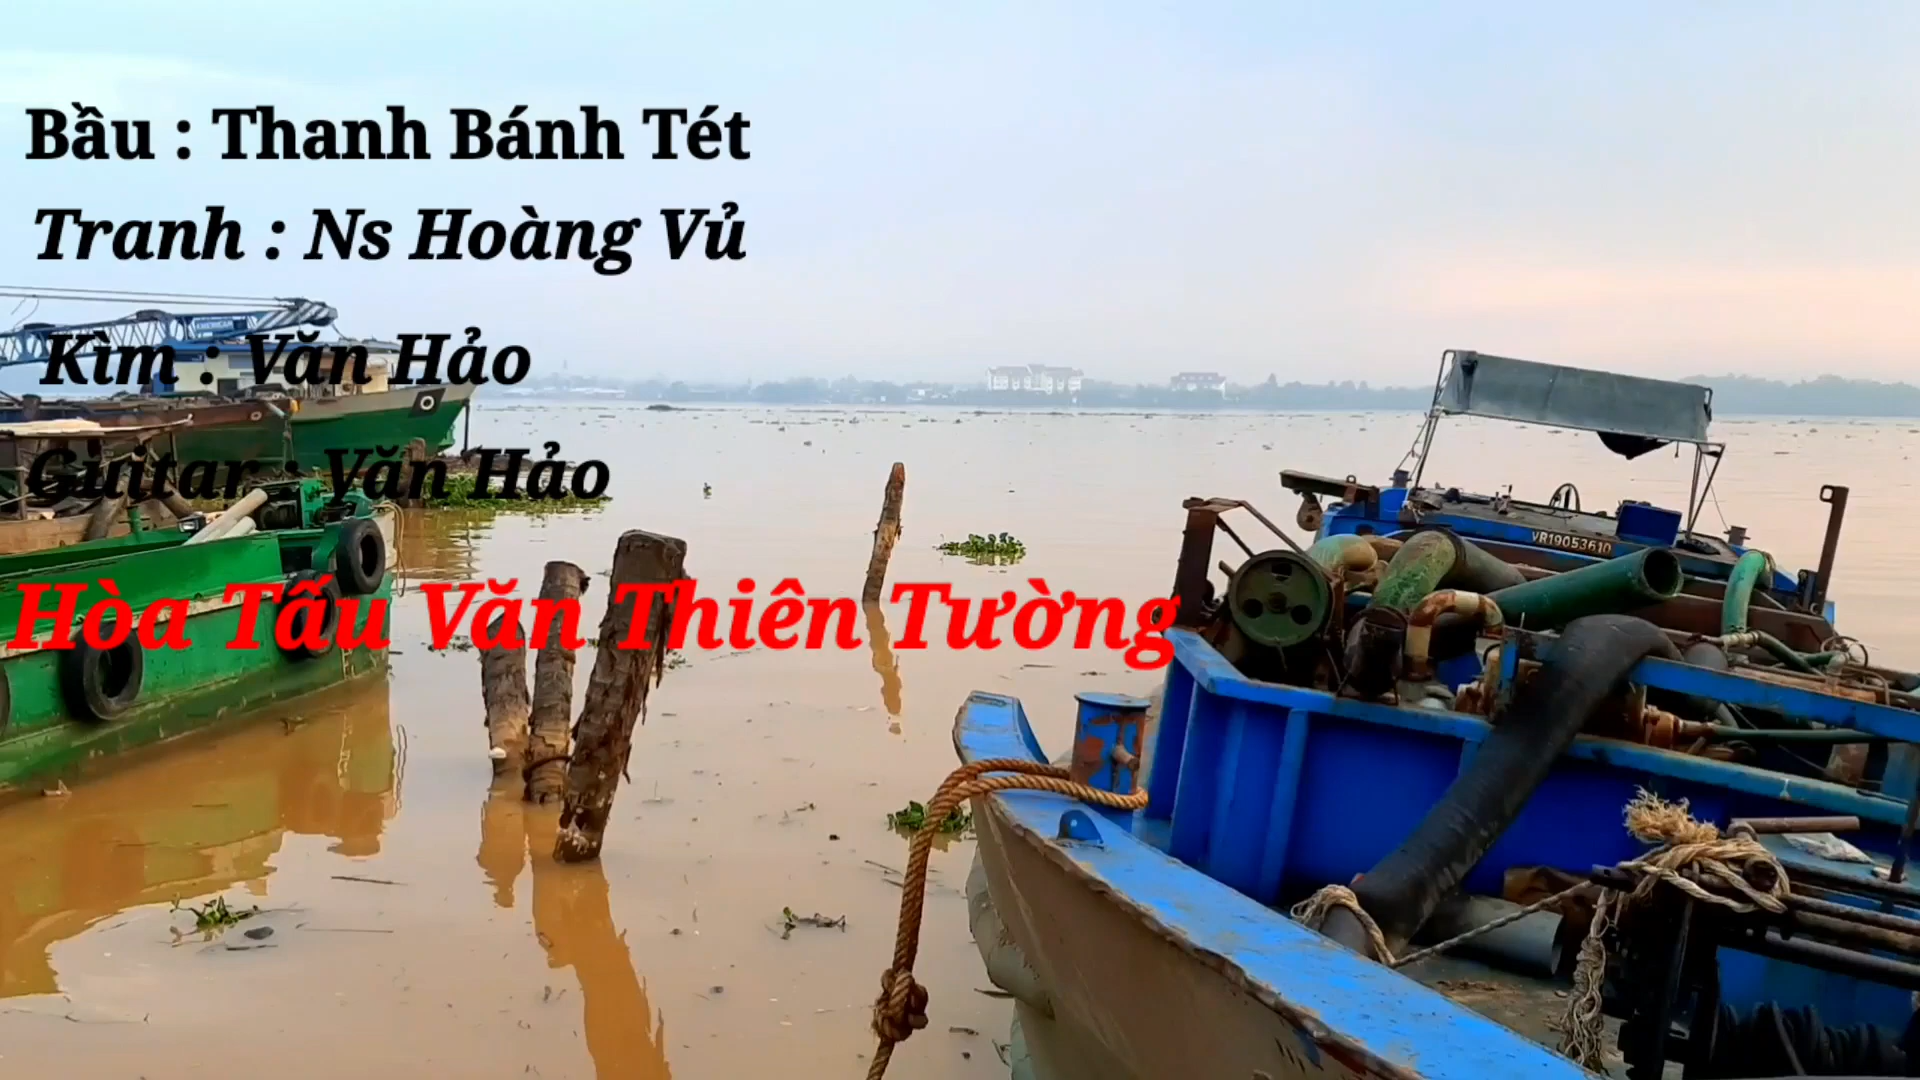 Bầu : Thanh Bánh Tét
Tranh : Ns Hoàng Vủ
Kìm : Văn Hảo
Guitar : Văn Hảo
Hòa Tấu Văn Thiên Tường
VR19053610